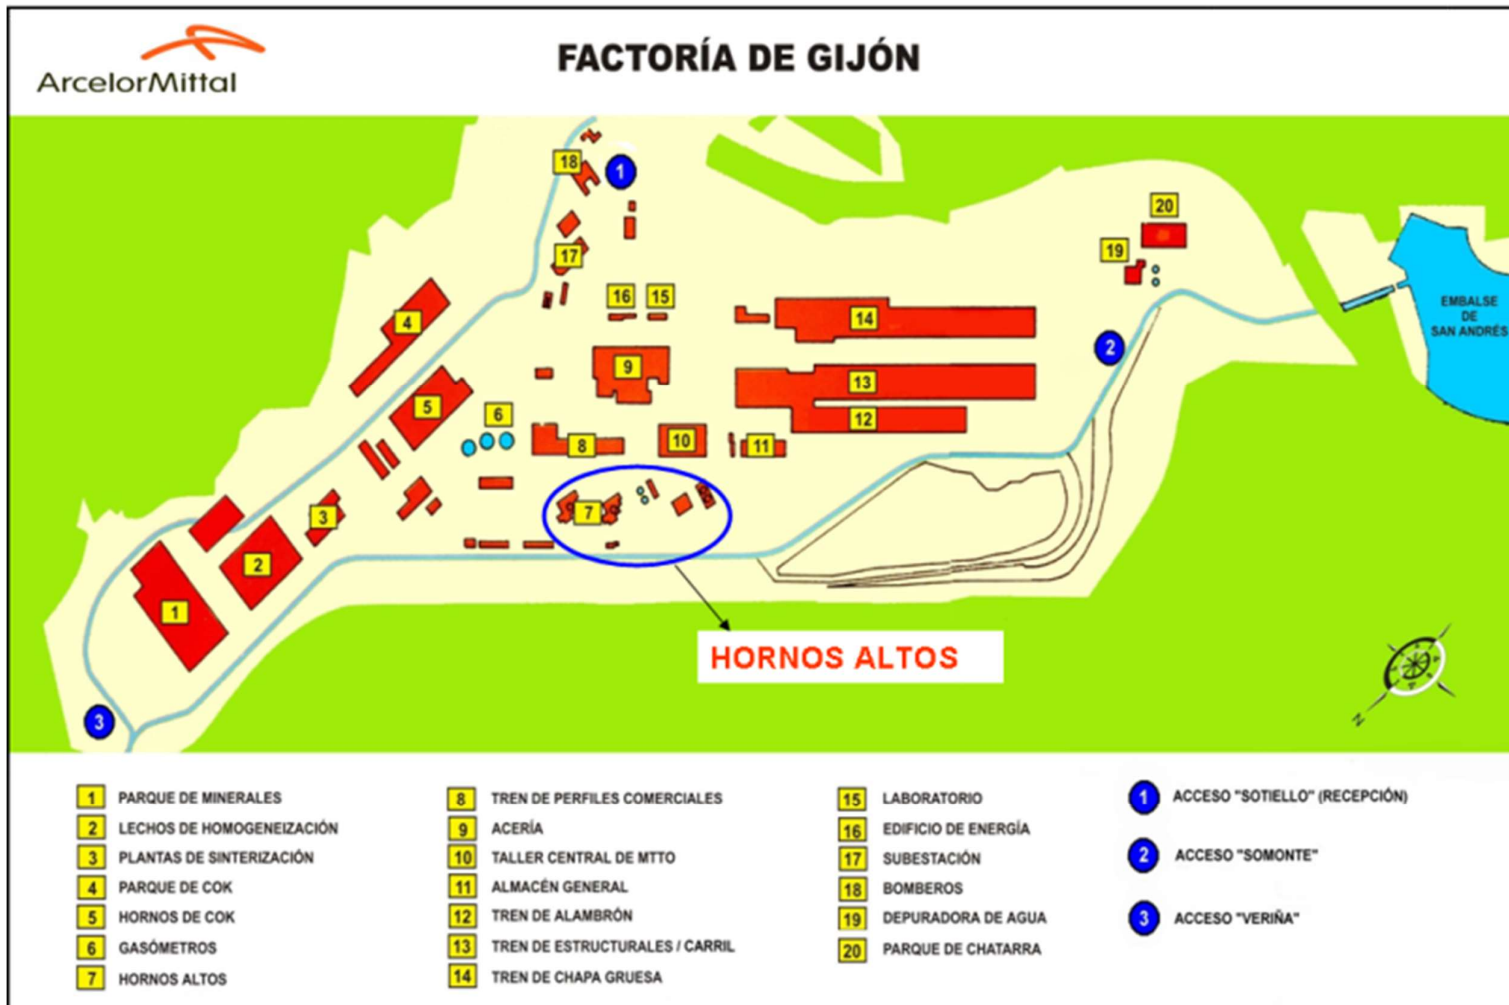 ArcelorMittal
FACTORÍA DE GIJÓN
18
1
20
17
19
16
15
4
14
2
EMBALSE
DE
SAN ANDRÉS
9
13
5
6
12
8
10
11
3
7
2
1
HORNOS ALTOS
3
N
1 PARQUE DE MINERALES
2 LECHOS DE HOMOGENEIZACIÓN
3 PLANTAS DE SINTERIZACIÓN
4 PARQUE DE COK
5 HORNOS DE COK
6 GASÓMETROS
7 HORNOS ALTOS
8 TREN DE PERFILES COMERCIALES
9 ACERÍA
10 TALLER CENTRAL DE MTTO
11 ALMACÉN GENERAL
12 TREN DE ALAMBRÓN
13 TREN DE ESTRUCTURALES / CARRIL
14 TREN DE CHAPA GRUESA
15 LABORATORIO
16 EDIFICIO DE ENERGÍA
17 SUBESTACIÓN
18 BOMBEROS
19 DEPURADORA DE AGUA
20 PARQUE DE CHATARRA
1 ACCESO "SOTIELLO" (RECEPCIÓN)
2 ACCESO "SOMONTE"
3 ACCESO "VERIÑA"